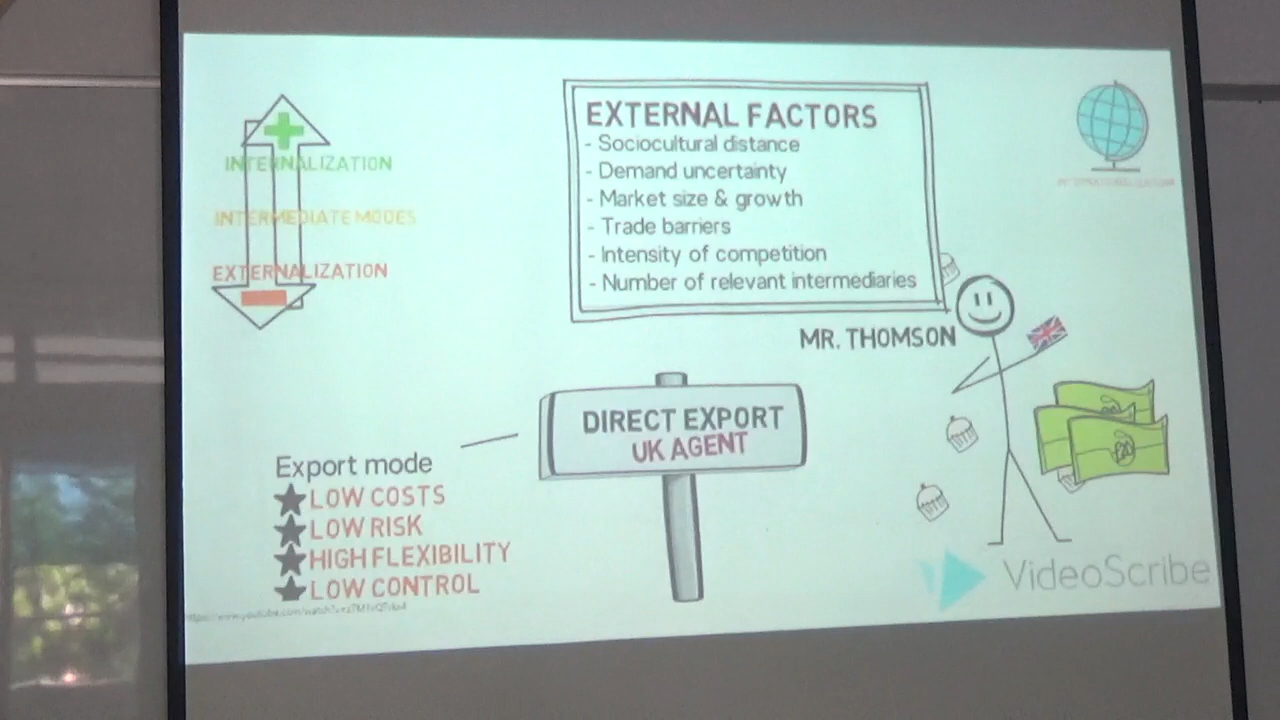 INTERNALIZATION
INTERMEDIATE MODES
EXTERNALIZATION
EXTERNAL FACTORS
- Sociocultural distance
- Demand uncertainty
- Market size & growth
- Trade barriers
- Intensity of competition
- Number of relevant intermediaries
MR. THOMSON
DIRECT EXPORT
UK AGENT
Export mode
LOW COSTS
LOW RISK
HIGH FLEXIBILITY
LOW CONTROL
VideoScribe